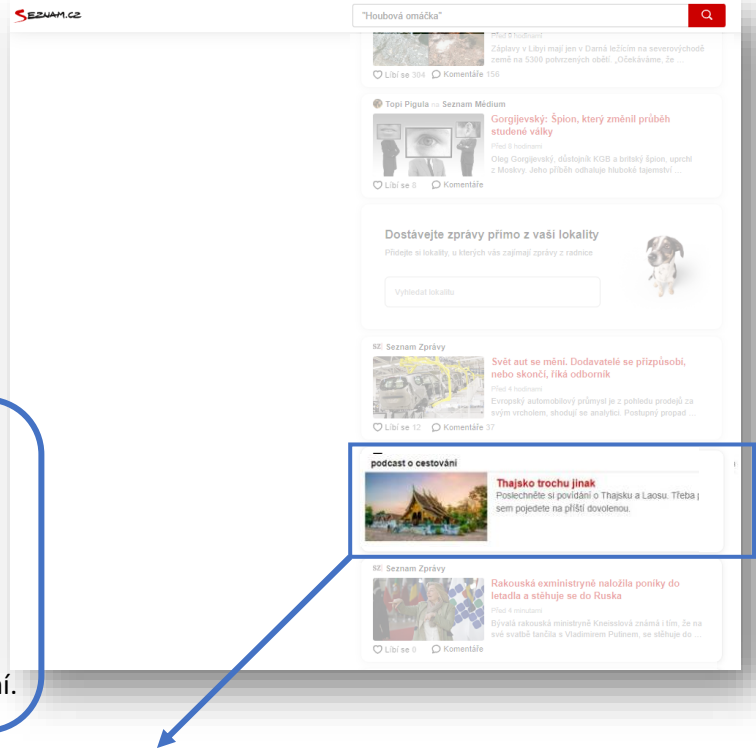 SEZNAM.CZ
"Houbová omáčka"
Před 5 hodinami
Záplavy v Libyi mají jen v Darná ležícím na severovýchodě
země na 5300 potvrzených obětí. „Očekáváme, že ...
Líbí se 304 Komentáře 156
Topi Pigula na Seznam Médium
Gorgijevský: Špion, který změnil průběh
studené války
Před 8 hodinami
Oleg Gorgijevský, důstojník KGB a britský špion, uprchl
z Moskvy. Jeho příběh odhaluje hluboké tajemství ...
Líbí se 8 Komentáře
Dostávejte zprávy přímo z vaší lokality
Přidejte si lokality, u kterých vás zajímají zprávy z radnice
Vyhledat lokalitu
SZ Seznam Zprávy
Svět aut se mění. Dodavatelé se přizpůsobí,
nebo skončí, říká odborník
Před 4 hodinami
Evropský automobilový průmysl je z pohledu prodejů za
svým vrcholem, shodují se analytici. Postupný propad ...
Líbí se 12 Komentáře 37
podcast o cestování
Thajsko trochu jinak
Poslechněte si povídání o Thajsku a Laosu. Třeba
sem pojedete na příští dovolenou.
SZ Seznam Zprávy
Rakouská exministryně naložila poníky do
letadla a stěhuje se do Ruska
Před 4 minutami
Bývalá rakouská ministryně Kneisslová známá i tím, že na
své svatbě tančila s Vladimirem Putinem, se stěhuje do ...
Líbí se 0 Komentáře
ní.